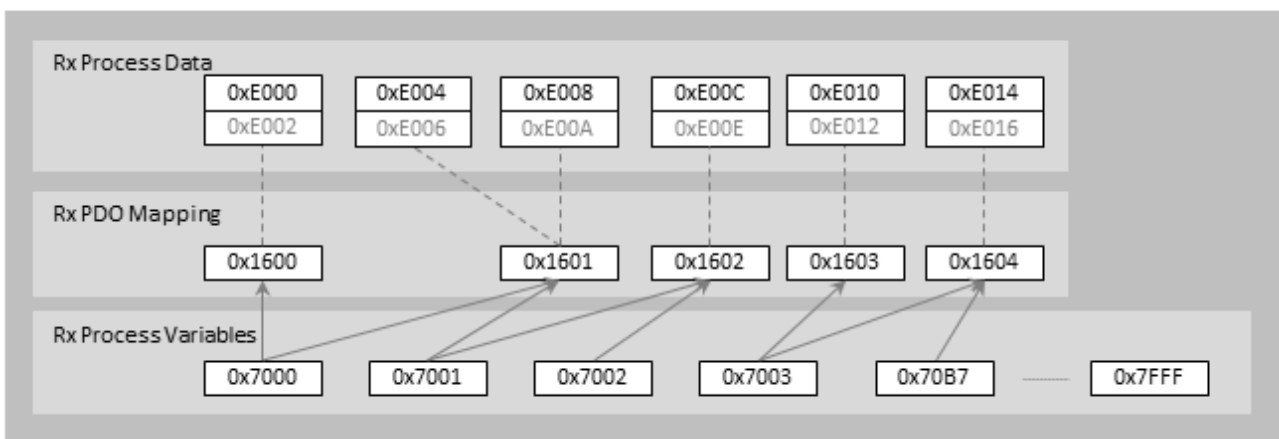 Rx Process Data
0xE000 0xE004 0xE008 0xE00C 0xE010 0xE014
0xE002 0xE006 0xE00A 0xE00E 0xE012 0xE016
Rx PDO Mapping
0x1600 0x1601 0x1602 0x1603 0x1604
Rx Process Variables
0x7000 0x7001 0x7002 0x7003 0x70B7 0x7FFF